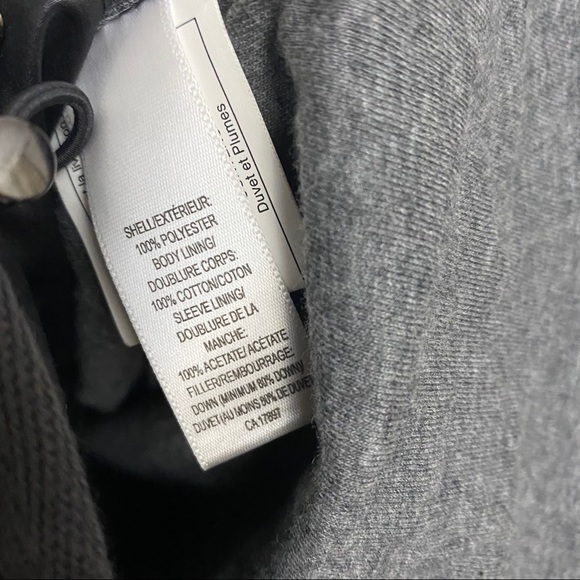 SHELL/EXTÉRIEUR:
100% POLYESTER
BODY LINING/
DOUBLURE CORPS:
100% COTTON/COTON
SLEEVE LINING/
DOUBLURE DE LA
MANCHE:
100% ACETATE/ ACÉTATE
FILLER/REMBOURRAGE:
DOWN (MINIMUM 80% DOWN)/
DUVET (AU MOINS 80% DE DUVET)
CA 17897
Duvet et Plumes